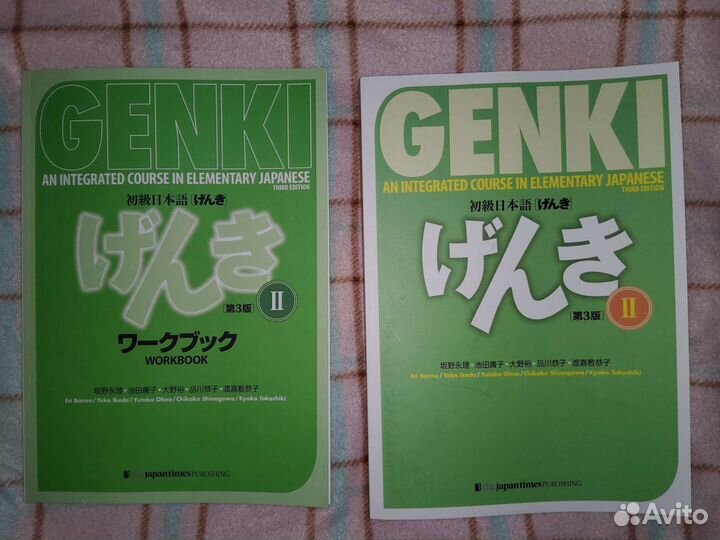 GENKI
AN INTEGRATED COURSE IN ELEMENTARY JAPANESE
THIRD EDITION
初級日本語[げんき]
げんき
[第3版]
II
ワークブック
WORKBOOK
坂野永理・池田庸子・大野裕・品川恭子・渡嘉敷恭子
Eri Banno/Yoko Ikeda/Yutaka Ohno/Chikako Shinagawa/Kyoko Tokashiki
the japantimes PUBLISHING
GENKI
AN INTEGRATED COURSE IN ELEMENTARY JAPANESE
THIRD EDITION
初級日本語[げんき]
げんき
[第3版]
II
坂野永理・池田庸子・大野裕・品川恭子・渡嘉敷恭子
Eri Banno/Yoko Ikeda/Yutaka Ohno/Chikako Shinagawa/Kyoko Tokashiki
the japantimes PUBLISHING
Avito